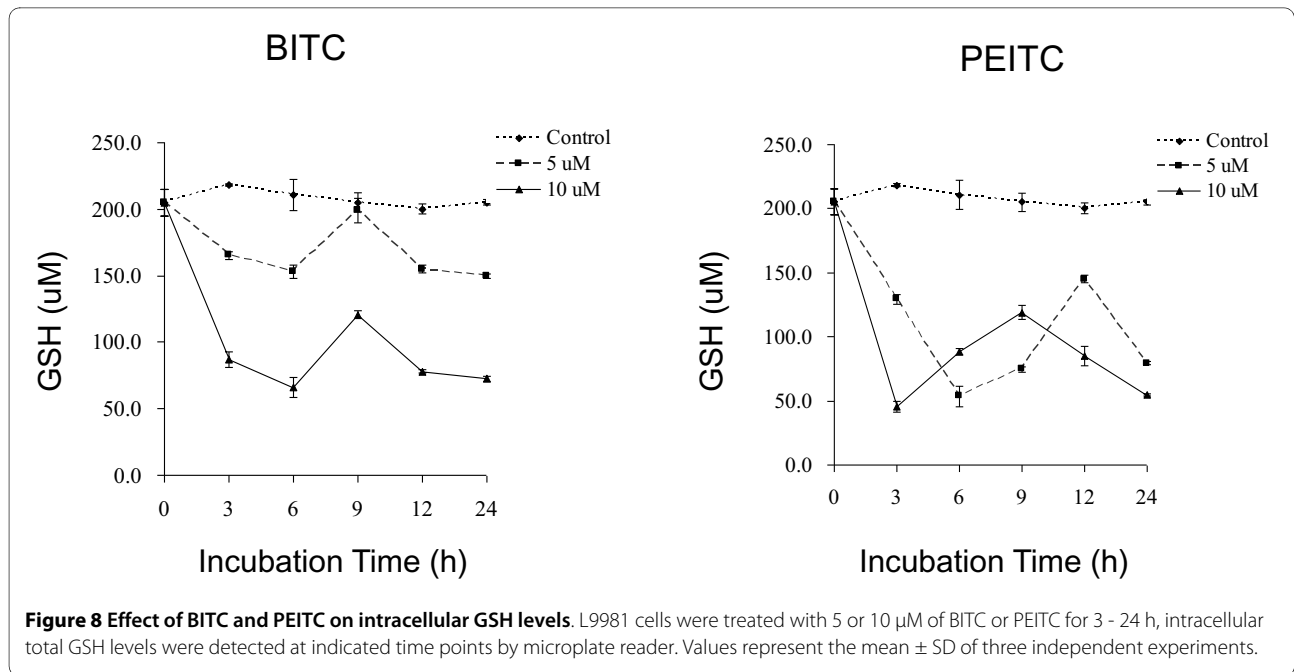 BITC
250.0
200.0
150.0
100.0
50.0
0.0
GSH (uM)
0 3 6 9 12 24
Incubation Time (h)
Control
5 uM
10 uM
PEITC
250.0
200.0
150.0
100.0
50.0
0.0
GSH (uM)
0 3 6 9 12 24
Incubation Time (h)
Control
5 uM
10 uM
Figure 8 Effect of BITC and PEITC on intracellular GSH levels. L9981 cells were treated with 5 or 10 μM of BITC or PEITC for 3 - 24 h, intracellular
total GSH levels were detected at indicated time points by microplate reader. Values represent the mean ± SD of three independent experiments.